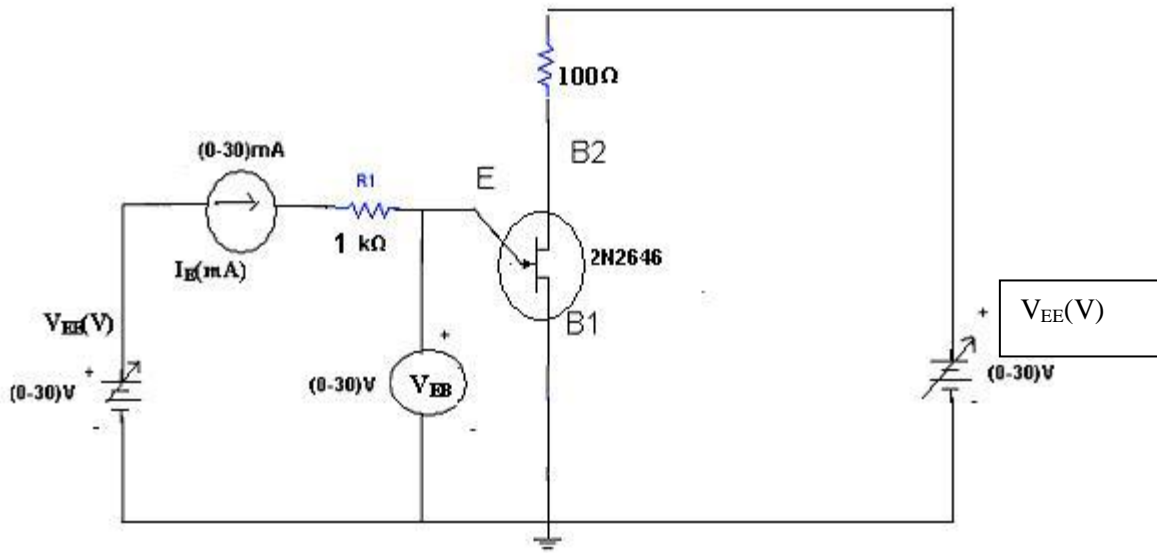 100Ω
(0-30)mA
B2
R1
E
1 kΩ
2N2646
IE(mA)
VEE(V)
B1
VEE(V)
+
+
+
(0-30)V
(0-30)V
VEB
(0-30)V
-
-
-